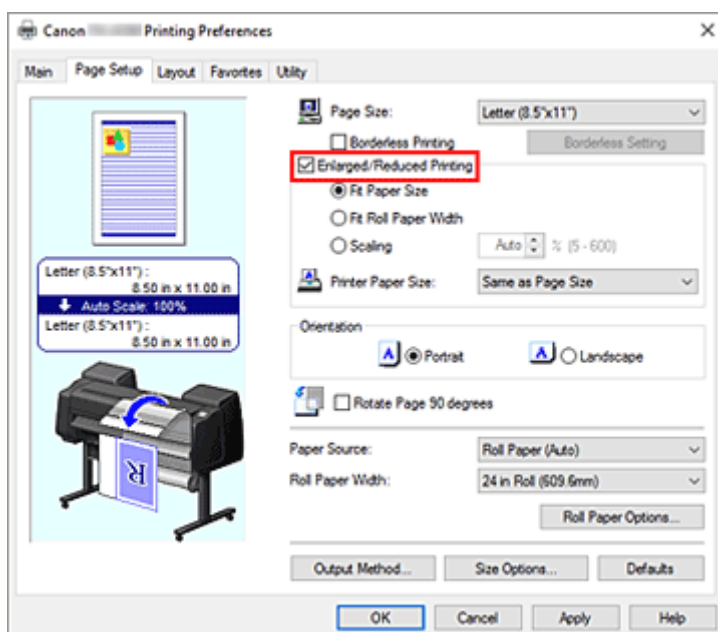 Canon Printing Preferences
Main Page Setup Layout Favorites Utility
Page Size: Letter (8.5"x11")
Borderless Printing Borderless Setting
Enlarged/Reduced Printing
Fit Paper Size
Fit Roll Paper Width
Scaling Auto % (5 - 600)
Letter (8.5"x11") :
8.50 in x 11.00 in
Auto Scale: 100%
Letter (8.5"x11") :
8.50 in x 11.00 in
Printer Paper Size: Same as Page Size
Orientation
A Portrait A Landscape
Rotate Page 90 degrees
R
Paper Source: Roll Paper (Auto)
Roll Paper Width: 24 in Roll (609.6mm)
Roll Paper Options...
Output Method... Size Options... Defaults
OK Cancel Apply Help